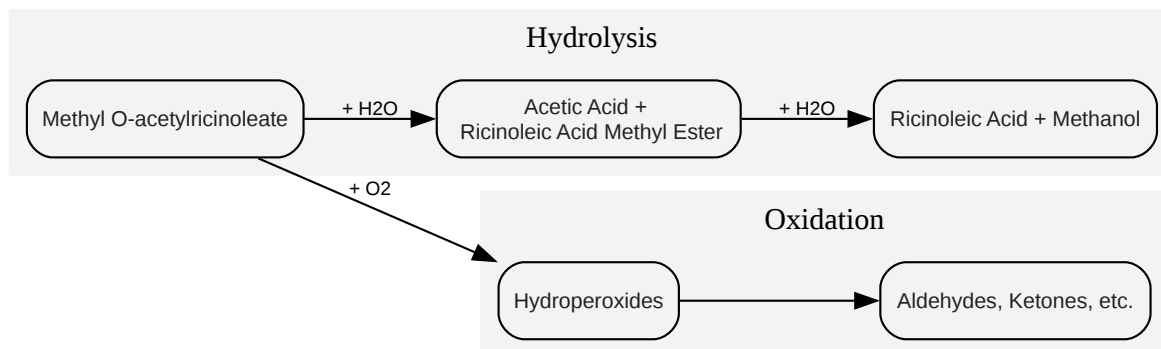 Hydrolysis
Methyl O-acetylricinoleate
+ H2O
Acetic Acid +
Ricinoleic Acid Methyl Ester
+ H2O
Ricinoleic Acid + Methanol
+ O2
Oxidation
Hydroperoxides
Aldehydes, Ketones, etc.